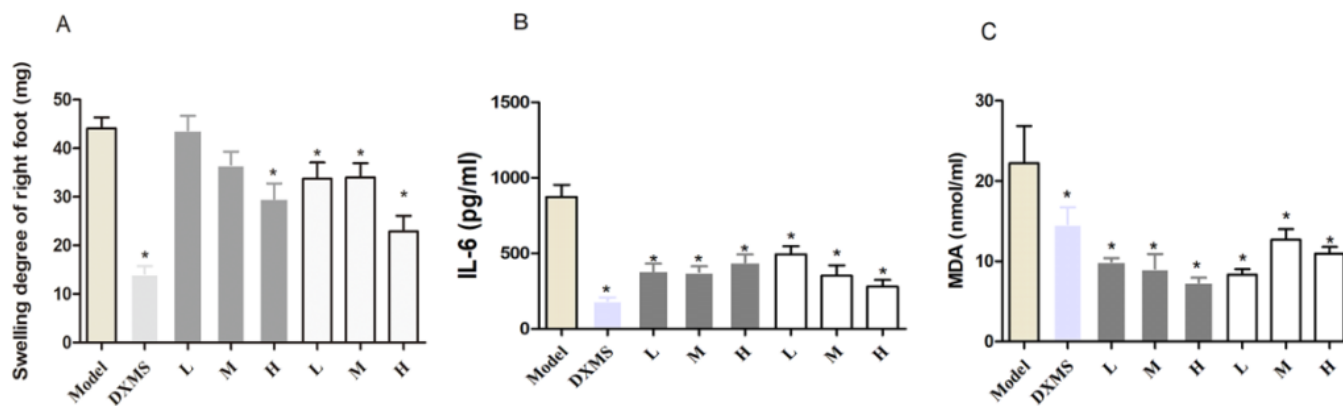 A
Swelling degree of right foot (mg)
50
40
30
20
10
0
*
*
*
*
*
Model
DXMS
L
M
H
L
M
H
B
IL-6 (pg/ml)
1500
1000
500
0
*
*
*
*
*
*
*
Model
DXMS
L
M
H
L
M
H
C
MDA (nmol/ml)
30
20
10
0
*
*
*
*
*
*
*
Model
DXMS
L
M
H
L
M
H